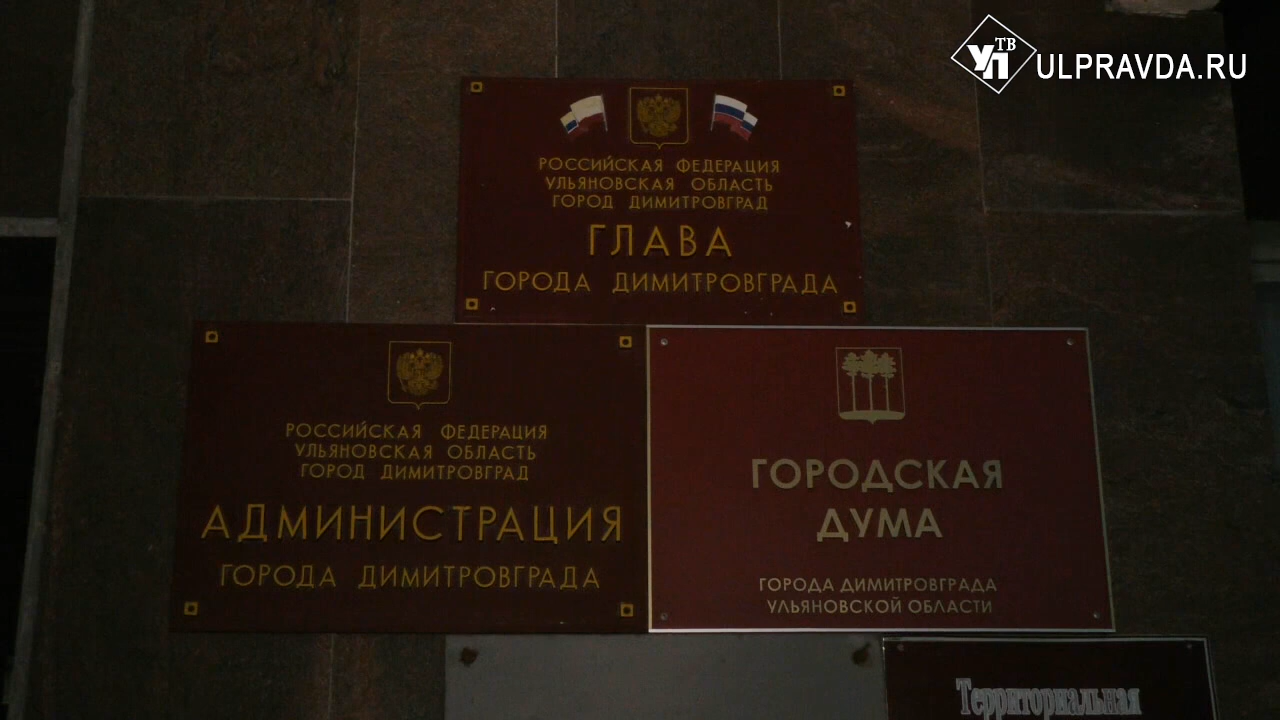 УП ТВ
ULPRAVDA.RU
РОССИЙСКАЯ ФЕДЕРАЦИЯ
УЛЬЯНОВСКАЯ ОБЛАСТЬ
ГОРОД ДИМИТРОВГРАД
ГЛАВА
ГОРОДА ДИМИТРОВГРАДА
РОССИЙСКАЯ ФЕДЕРАЦИЯ
УЛЬЯНОВСКАЯ ОБЛАСТЬ
ГОРОД ДИМИТРОВГРАД
АДМИНИСТРАЦИЯ
ГОРОДА ДИМИТРОВГРАДА
ГОРОДСКАЯ
ДУМА
ГОРОДА ДИМИТРОВГРАДА
УЛЬЯНОВСКОЙ ОБЛАСТИ
Территориальная